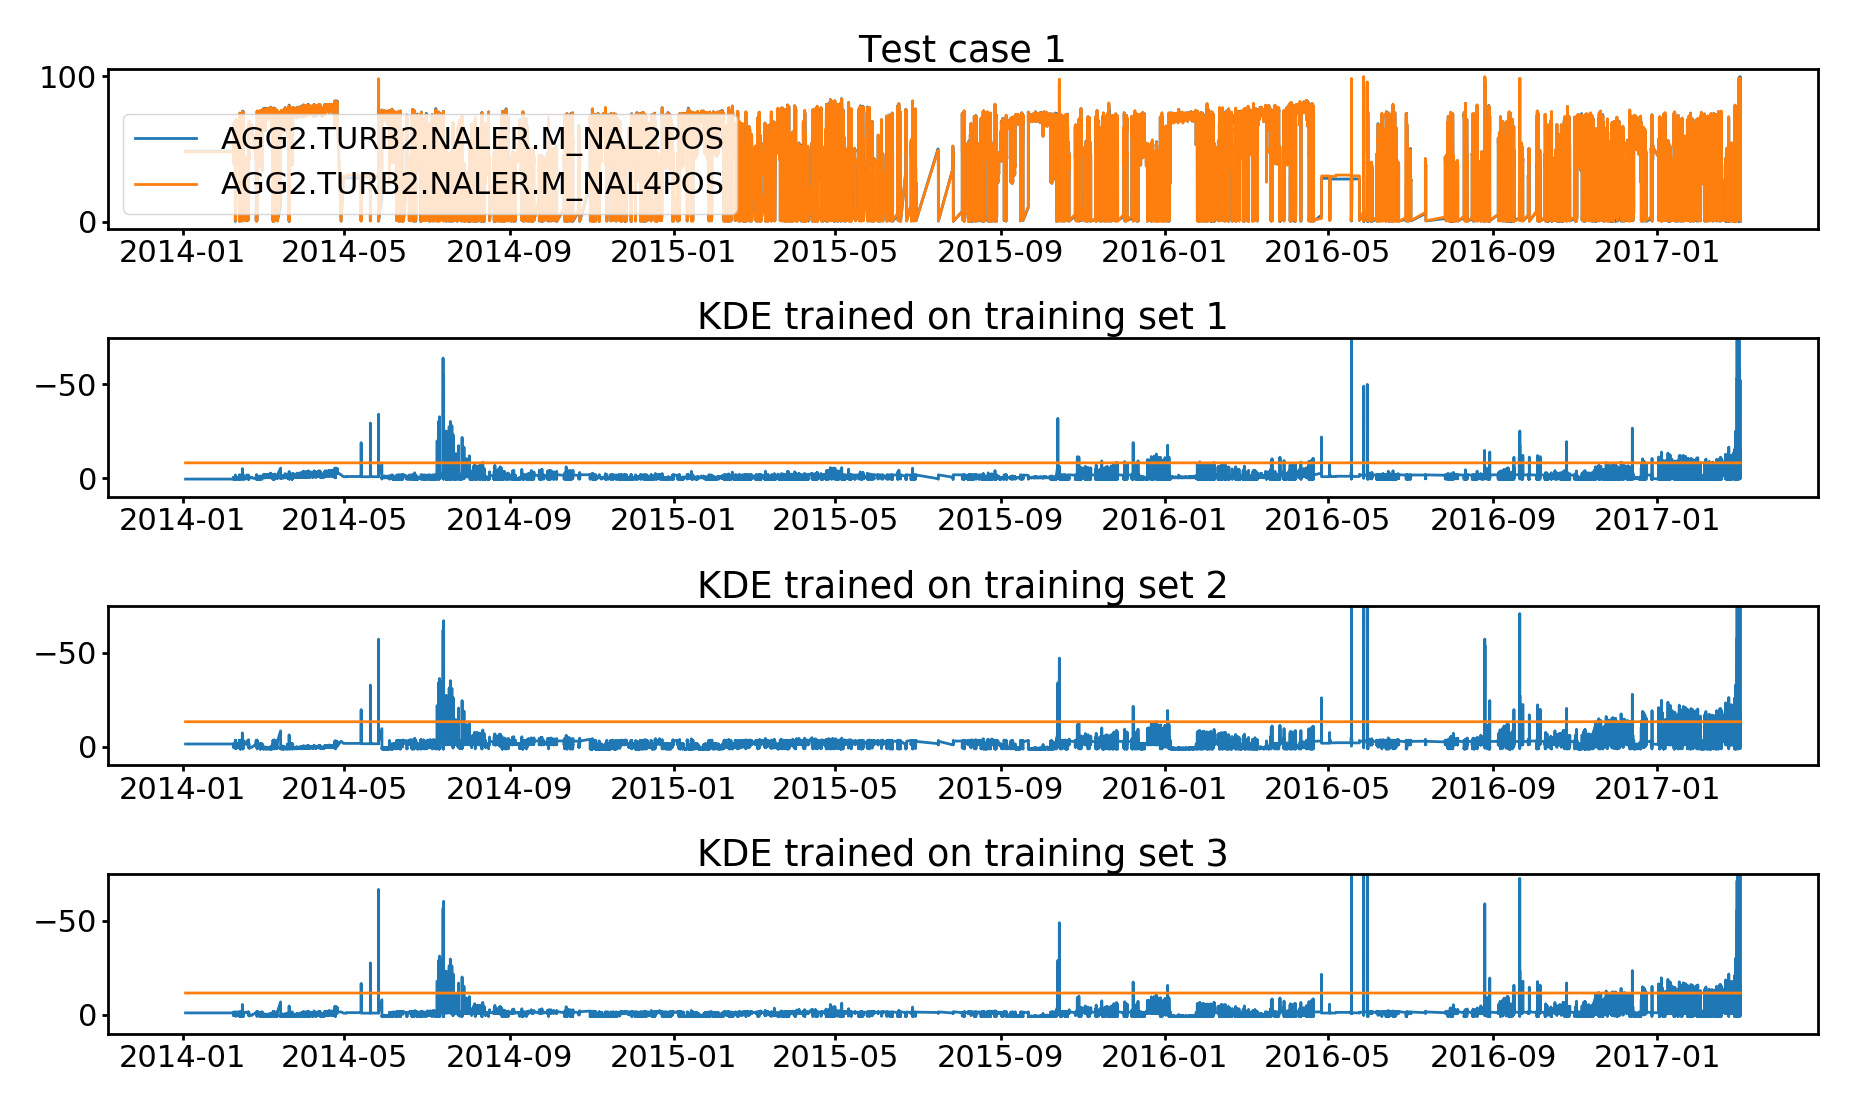 Test case 1
100
AGG2.TURB2.NALER.M_NAL2POS
AGG2.TURB2.NALER.M_NAL4POS
0
2014-01 2014-05 2014-09 2015-01 2015-05 2015-09 2016-01 2016-05 2016-09 2017-01
KDE trained on training set 1
−50
0
2014-01 2014-05 2014-09 2015-01 2015-05 2015-09 2016-01 2016-05 2016-09 2017-01
KDE trained on training set 2
−50
0
2014-01 2014-05 2014-09 2015-01 2015-05 2015-09 2016-01 2016-05 2016-09 2017-01
KDE trained on training set 3
−50
0
2014-01 2014-05 2014-09 2015-01 2015-05 2015-09 2016-01 2016-05 2016-09 2017-01